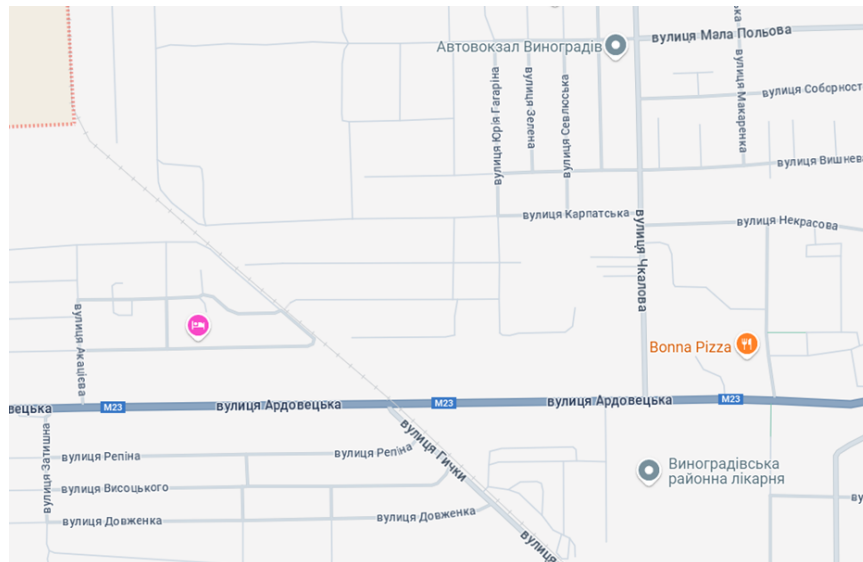 вулиця Мала Польова
Автовокзал Виноградів
вулиця Юрія Гагаріна
вулиця Зелена
вулиця Севлюська
вулиця Макаренка
вулиця Соборност
вулиця Вишнева
вулиця Карпатська
вулиця Некрасова
вулиця Чкалова
вулиця Акацієва
Bonna Pizza
вецька
M23
вулиця Ардовецька
M23
вулиця Ардовецька
M23
вулиця Затишна
вулиця Репіна
вулиця Репіна
вулиця Гички
Виноградівська
районна лікарня
вулиця Висоцького
вулиця Довженка
вулиця Довженка
вулиця